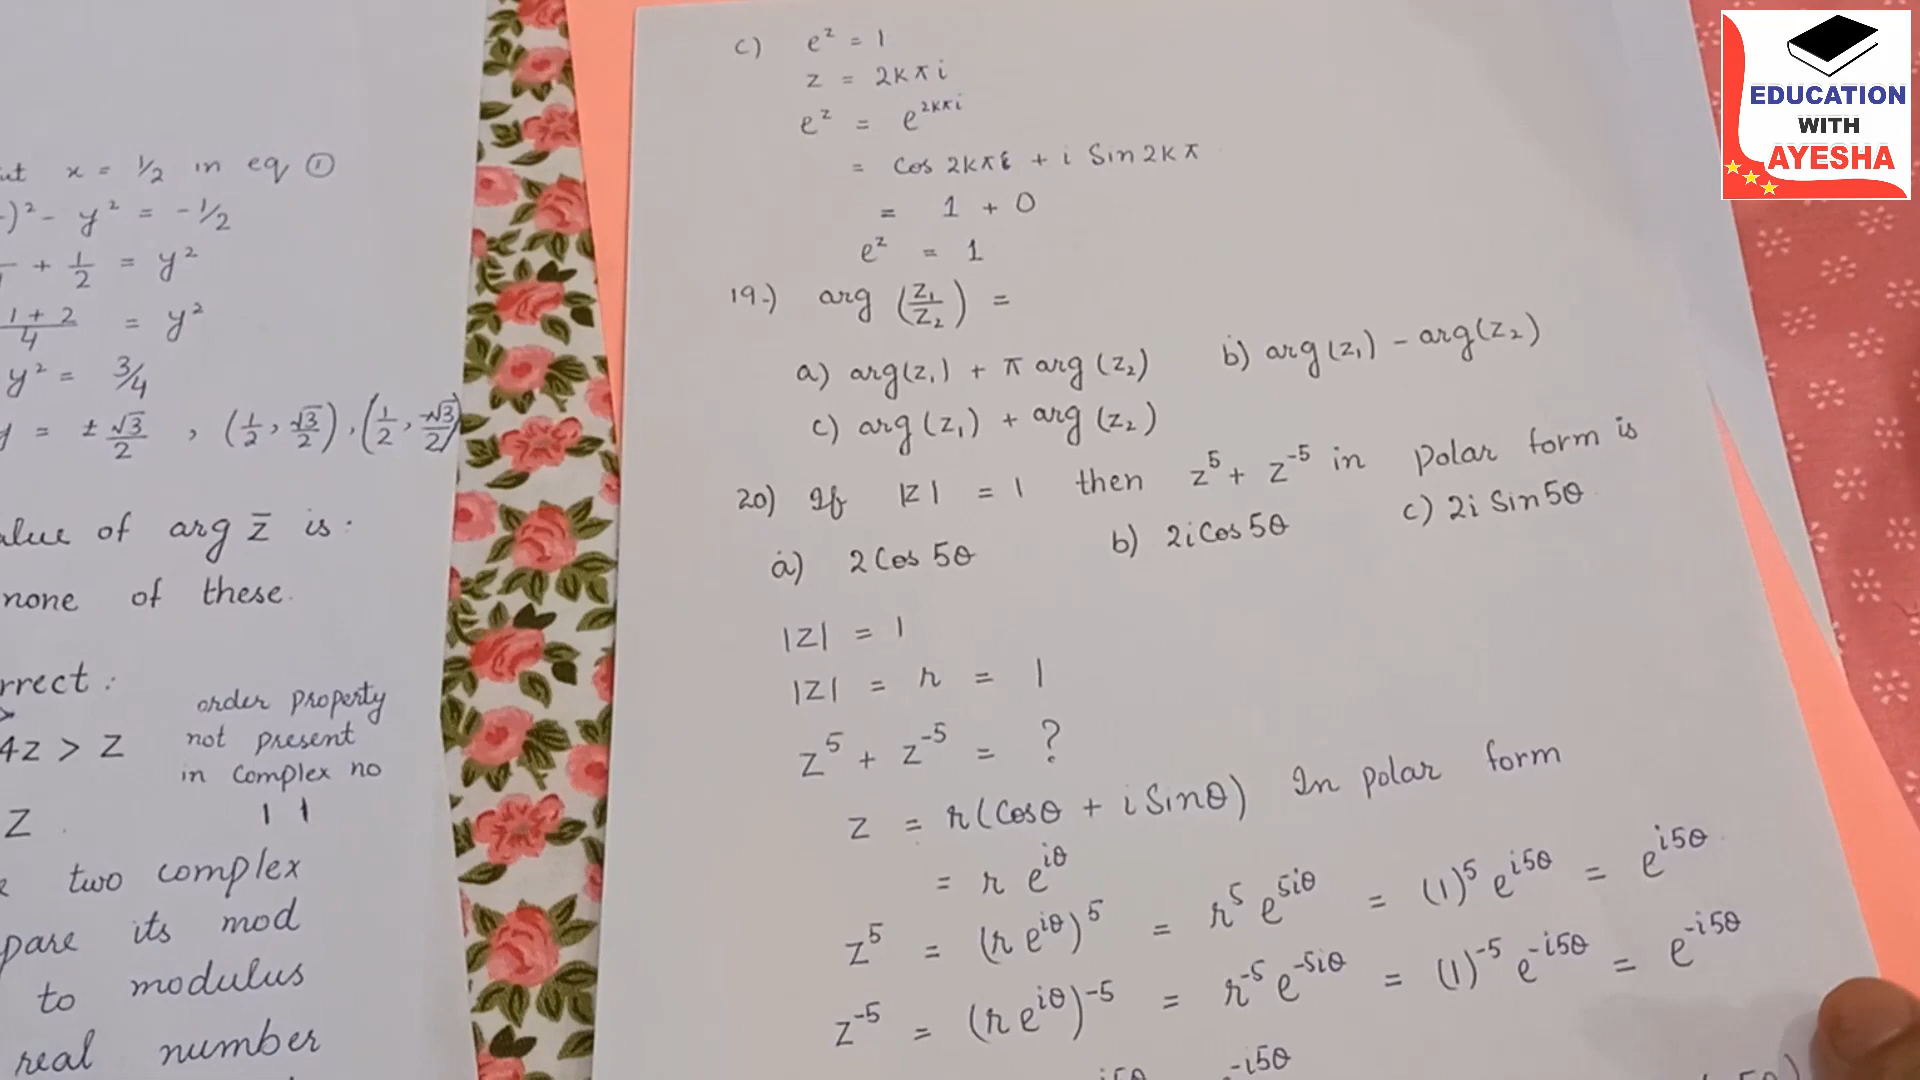 x = 1/2 in eq ①
)² - y² = -1/2
+ 1/2 = y²
1 + 2 / 4 = y²
y² = 3/4
= ± √3/2 , (1/2, √3/2), (1/2, -√3/2)
of arg z̄ is :
none of these.
order property
4z > z not present
in complex no
z
two complex
its mod
to modulus
real number
c) e^z = 1
z = 2kπi
e^z = e^(2kπi)
= cos 2kπ + i Sin 2kπ
= 1 + 0
e^z = 1
19.) arg (z₁/z₂) =
a) arg(z₁) + π arg (z₂) b) arg(z₁) - arg(z₂)
c) arg(z₁) + arg(z₂)
20) If |z| = 1 then z⁵ + z⁻⁵ in polar form is
a) 2 Cos 5θ b) 2i Cos 5θ c) 2i Sin 5θ
|z| = 1
|z| = r = 1
z⁵ + z⁻⁵ = ?
z = r(Cosθ + i Sinθ) In polar form
= r e^(iθ)
z⁵ = (r e^(iθ))⁵ = r⁵ e^(5iθ) = (1)⁵ e^(i5θ) = e^(i5θ)
z⁻⁵ = (r e^(iθ))⁻⁵ = r⁻⁵ e^(-5iθ) = (1)⁻⁵ e^(-i5θ) = e^(-i5θ)
-i5θ
EDUCATION
WITH
AYESHA